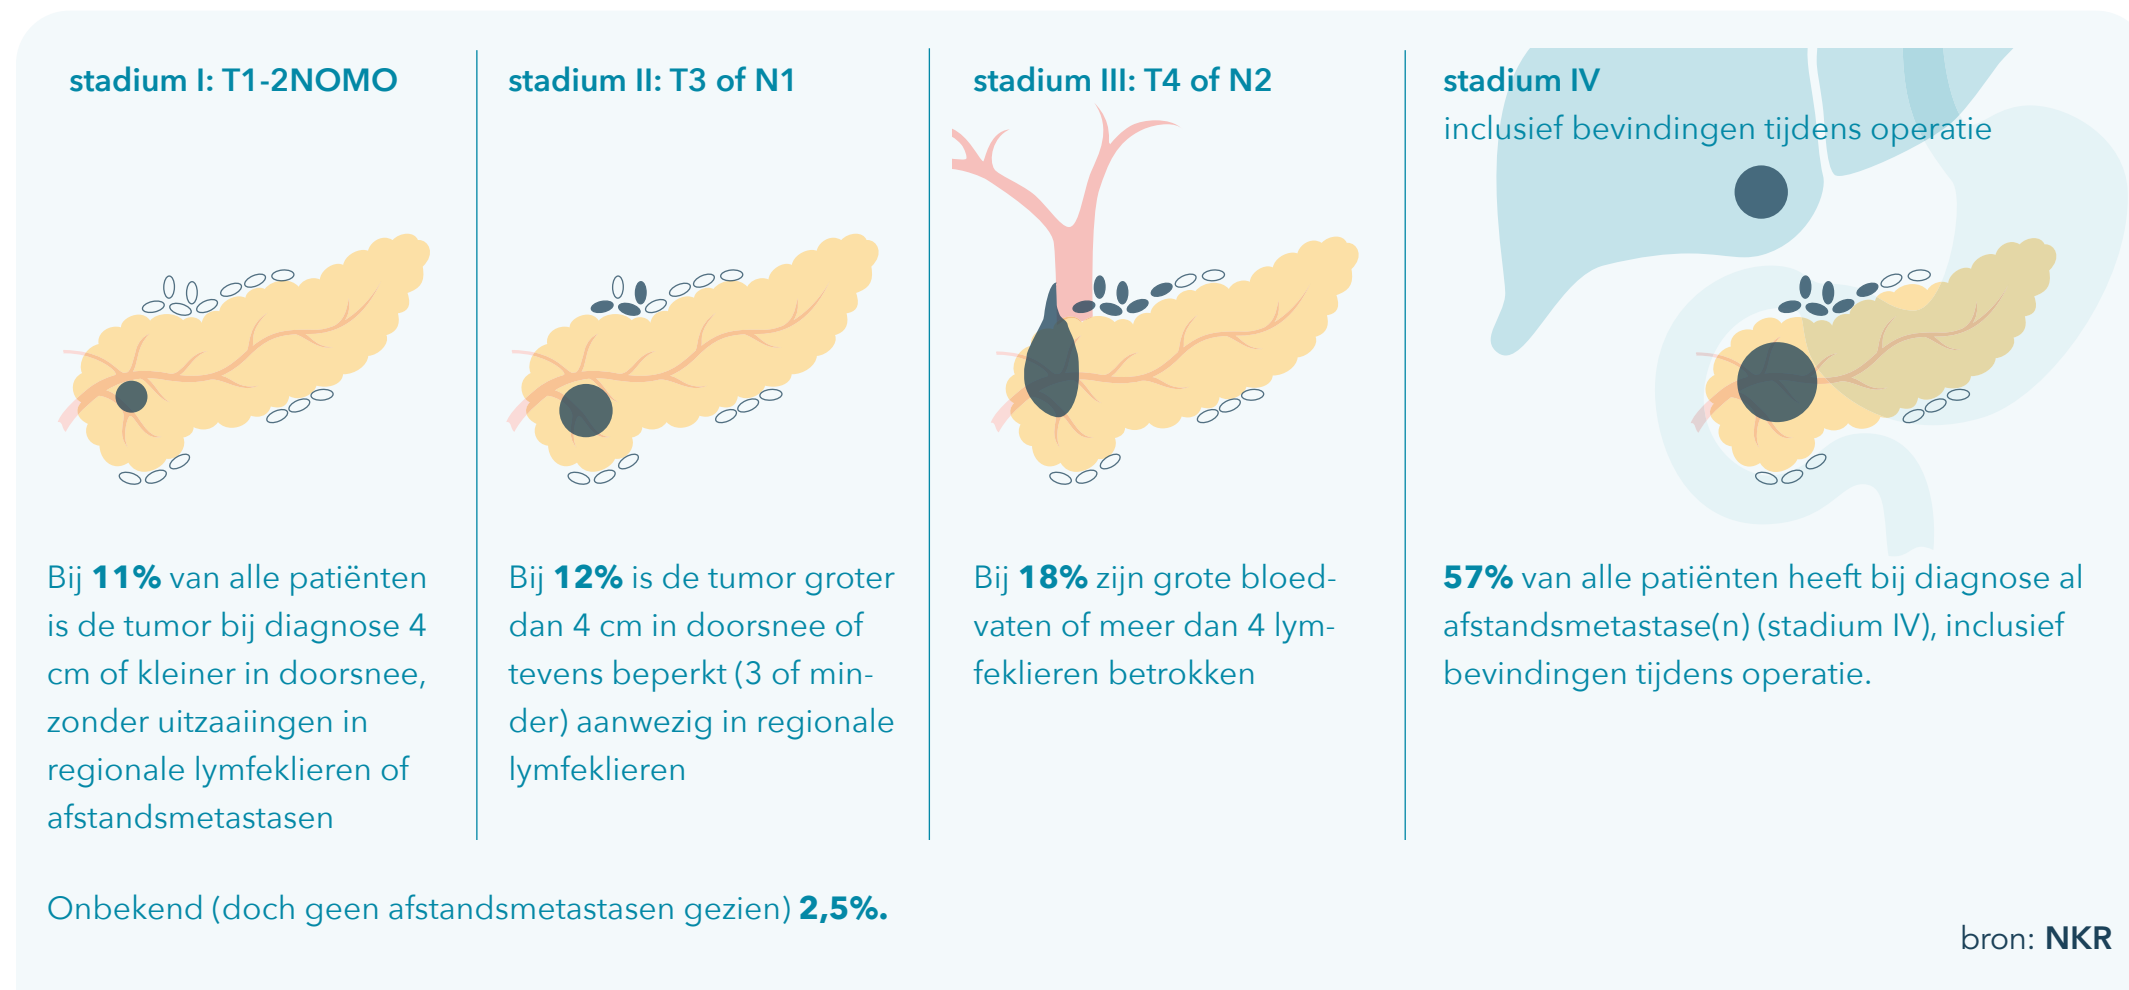 stadium I: T1-2NOMO
Bij 11% van alle patiënten
is de tumor bij diagnose 4
cm of kleiner in doorsnee,
zonder uitzaaiingen in
regionale lymfeklieren of
afstandsmetastasen
stadium II: T3 of N1
Bij 12% is de tumor groter
dan 4 cm in doorsnee of
tevens beperkt (3 of min-
der) aanwezig in regionale
lymfeklieren
stadium III: T4 of N2
Bij 18% zijn grote bloed-
vaten of meer dan 4 lym-
feklieren betrokken
stadium IV
inclusief bevindingen tijdens operatie
57% van alle patiënten heeft bij diagnose al
afstandsmetastase(n) (stadium IV), inclusief
bevindingen tijdens operatie.
Onbekend (doch geen afstandsmetastasen gezien) 2,5%.
bron: NKR